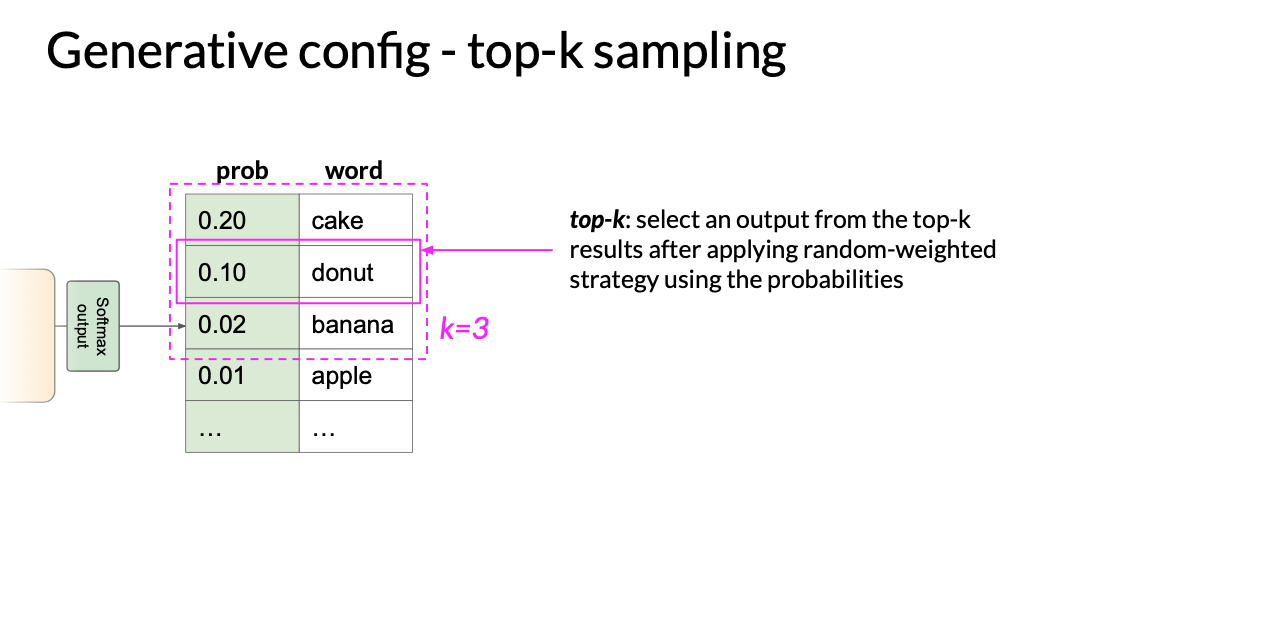 Generative config - top-k sampling
prob word
0.20 cake
0.10 donut
0.02 banana
0.01 apple
... ...
Softmax
output
k=3
top-k: select an output from the top-k
results after applying random-weighted
strategy using the probabilities